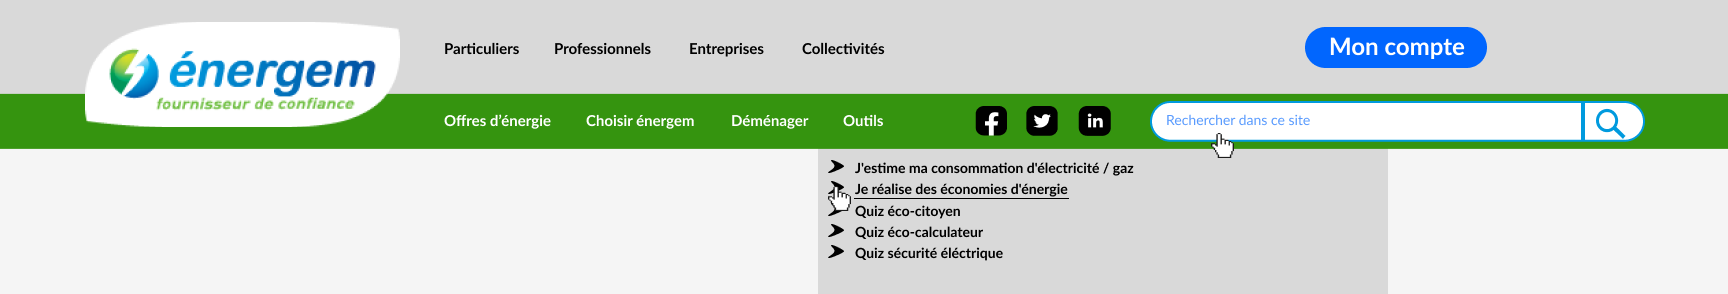 énergem
fournisseur de confiance
Particuliers Professionnels Entreprises Collectivités
Mon compte
Offres d'énergie Choisir énergem Déménager Outils
Rechercher dans ce site
J'estime ma consommation d'électricité / gaz
Je réalise des économies d'énergie
Quiz éco-citoyen
Quiz éco-calculateur
Quiz sécurité éléctrique